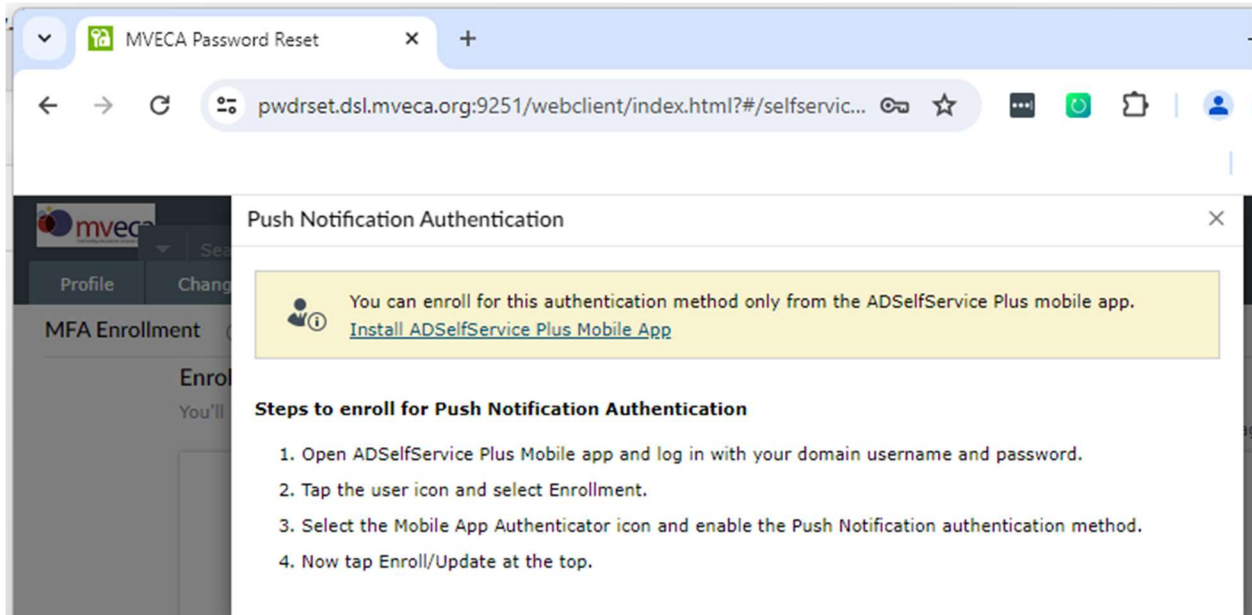 MVECA Password Reset
pwdrset.dsl.mveca.org:9251/webclient/index.html?#/selfservic...
mveca
Push Notification Authentication
Sea
Profile
Chang
You can enroll for this authentication method only from the ADSelfService Plus mobile app.
Install ADSelfService Plus Mobile App
MFA Enrollment
Enrol
You'll
Steps to enroll for Push Notification Authentication
1. Open ADSelfService Plus Mobile app and log in with your domain username and password.
2. Tap the user icon and select Enrollment.
3. Select the Mobile App Authenticator icon and enable the Push Notification authentication method.
4. Now tap Enroll/Update at the top.